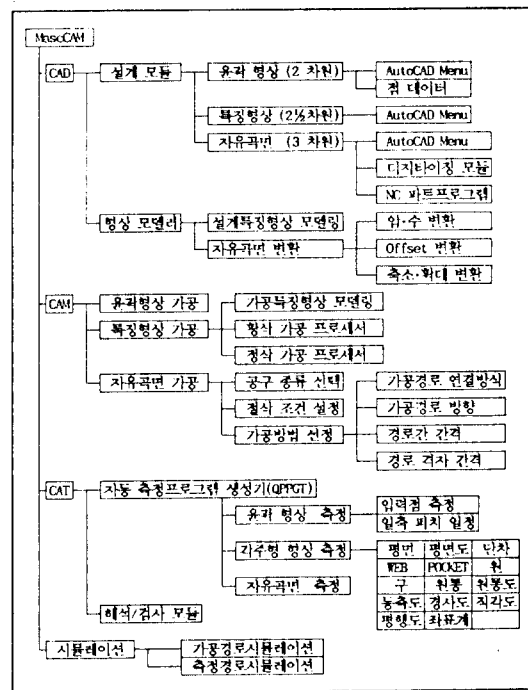 MascCAM
CAD
설계 모듈
윤곽 형상 (2 차원)
AutoCAD Menu
점 데이터
특징형상 (2½차원)
AutoCAD Menu
자유곡면 (3 차원)
AutoCAD Menu
디지타이징 모듈
NC 파트프로그램
형상 모델러
설계특징형상 모델링
자유곡면 변환
암·수 변환
Offset 변환
축소·확대 변환
CAM
윤곽형상 가공
특징형상 가공
가공특징형상 모델링
황삭 가공 프로세서
정삭 가공 프로세서
자유곡면 가공
공구 종류 선택
절삭 조건 설정
가공방법 선정
가공경로 연결방식
가공경로 방향
경로간 간격
경로 격자 간격
CAT
자동 측정프로그램 생성기(QPPGT)
윤곽 형상 측정
입력점 측정
일축 피치 일정
각주형 형상 측정
평면 평면도 단차
WEB POCKET 원
구 원통 원통도
동축도 경사도 직각도
평행도 좌표계
자유곡면 측정
해석/검사 모듈
시뮬레이션
가공경로시뮬레이션
측정경로시뮬레이션